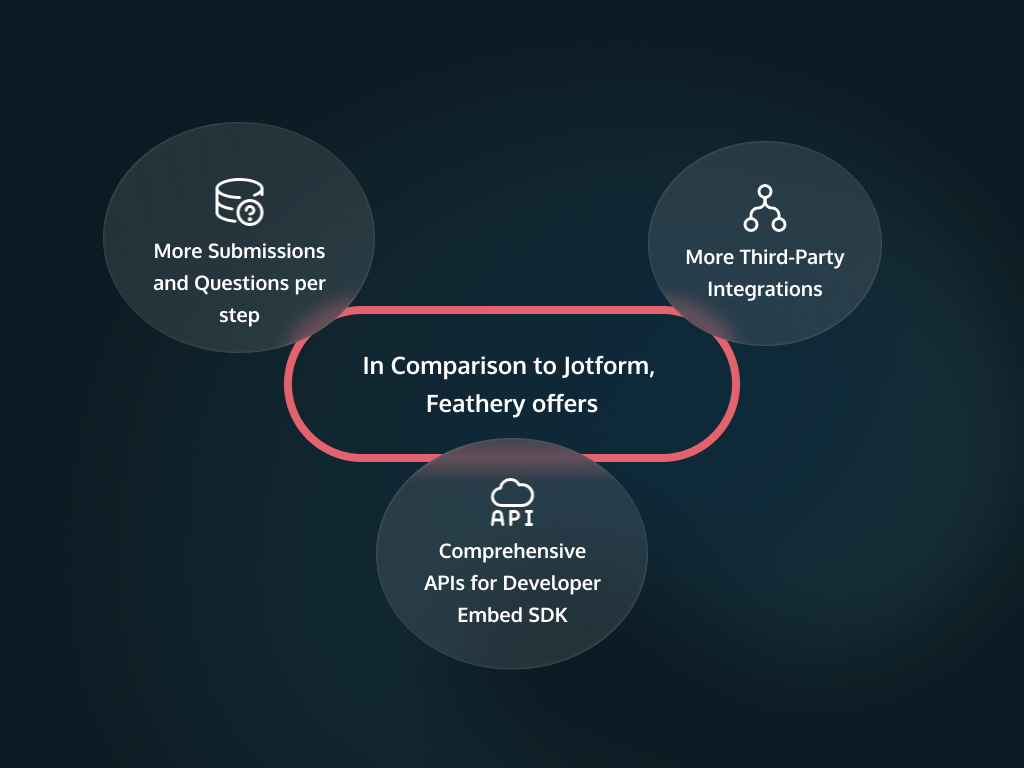 More Submissions
and Questions per
step
More Third-Party
Integrations
In Comparison to Jotform,
Feathery offers
API
Comprehensive
APIs for Developer
Embed SDK